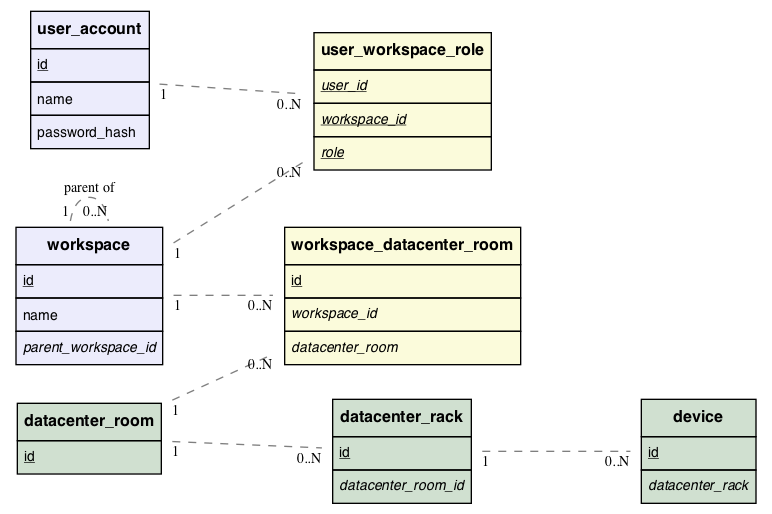 user_account
id
name
password_hash
user_workspace_role
user_id
workspace_id
role
1
0..N
0..N
1
parent of
1
0..N
workspace
id
name
parent_workspace_id
workspace_datacenter_room
id
workspace_id
datacenter_room
1
0..N
0..N
1
datacenter_room
id
1
0..N
datacenter_rack
id
datacenter_room_id
1
0..N
device
id
datacenter_rack